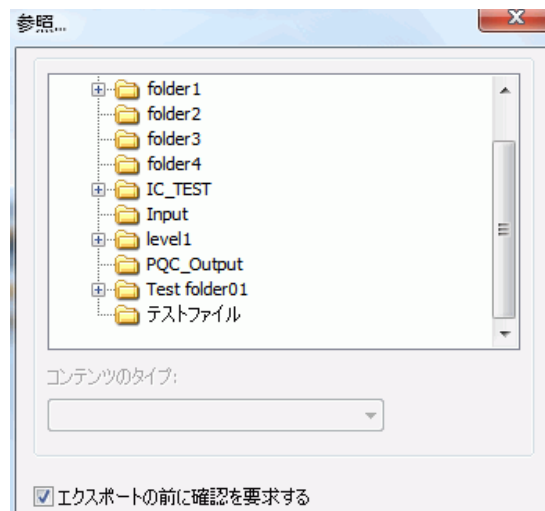 参照...
folder1
folder2
folder3
folder4
IC_TEST
Input
level1
PQC_Output
Test folder01
テストファイル
コンテンツのタイプ:
エクスポートの前に確認を要求する